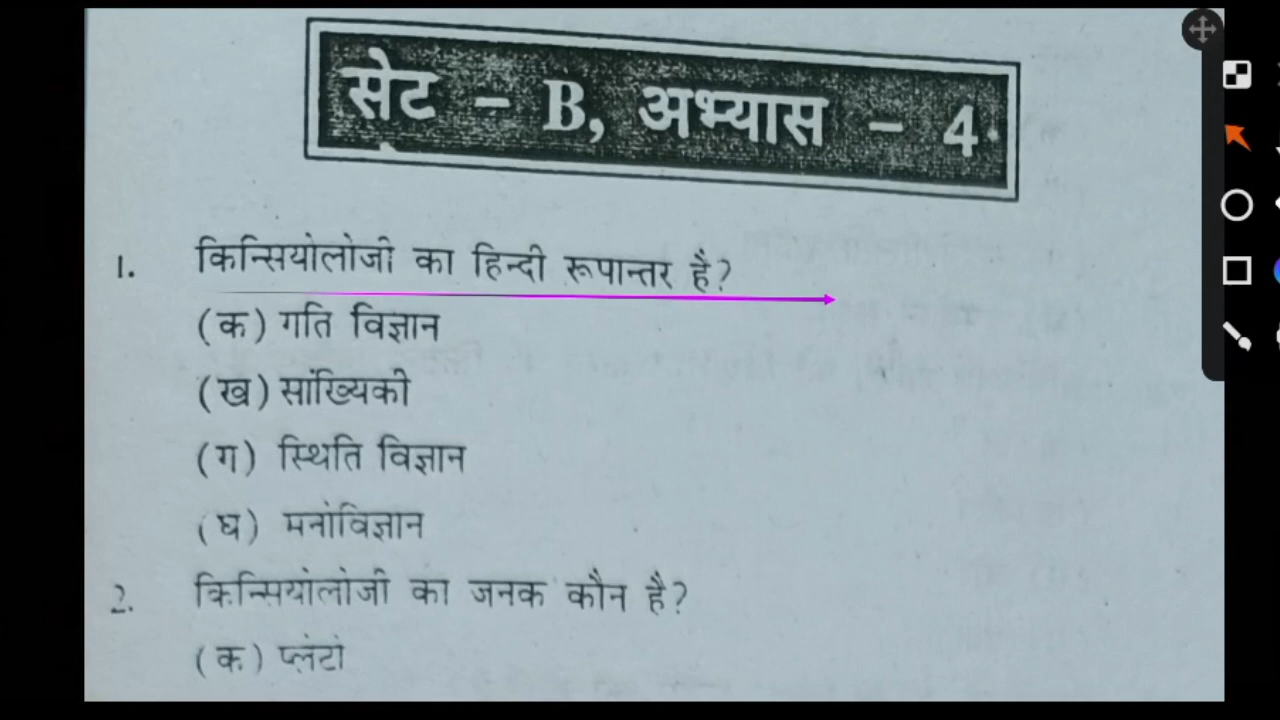 सेट - B, अभ्यास - 4
1. किन्सियोलोजी का हिन्दी रूपान्तर है?
(क) गति विज्ञान
(ख) सांख्यिकी
(ग) स्थिति विज्ञान
(घ) मनोविज्ञान
2. किन्सियोलोजी का जनक कौन है?
(क) प्लेटो